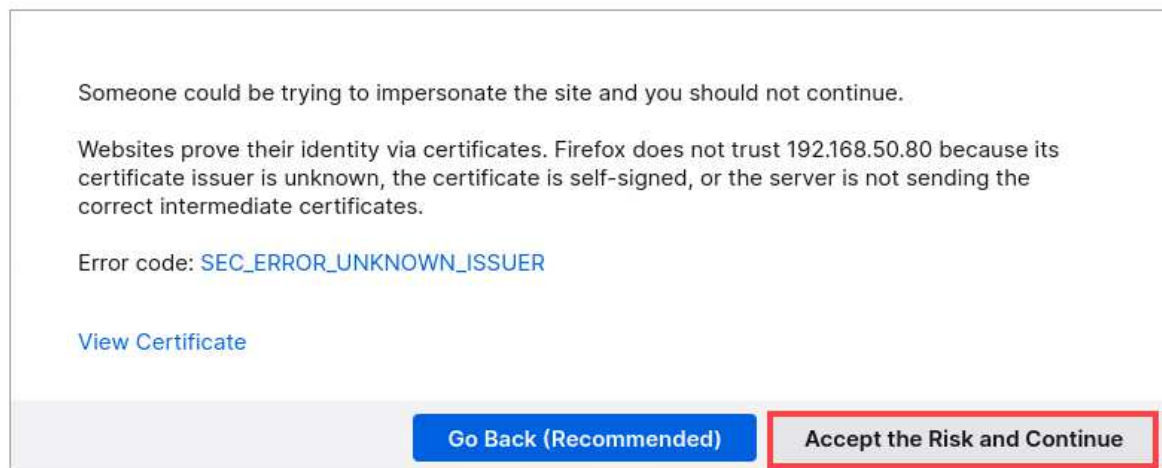 Someone could be trying to impersonate the site and you should not continue.
Websites prove their identity via certificates. Firefox does not trust 192.168.50.80 because its
certificate issuer is unknown, the certificate is self-signed, or the server is not sending the
correct intermediate certificates.
Error code: SEC_ERROR_UNKNOWN_ISSUER
View Certificate
Go Back (Recommended)
Accept the Risk and Continue